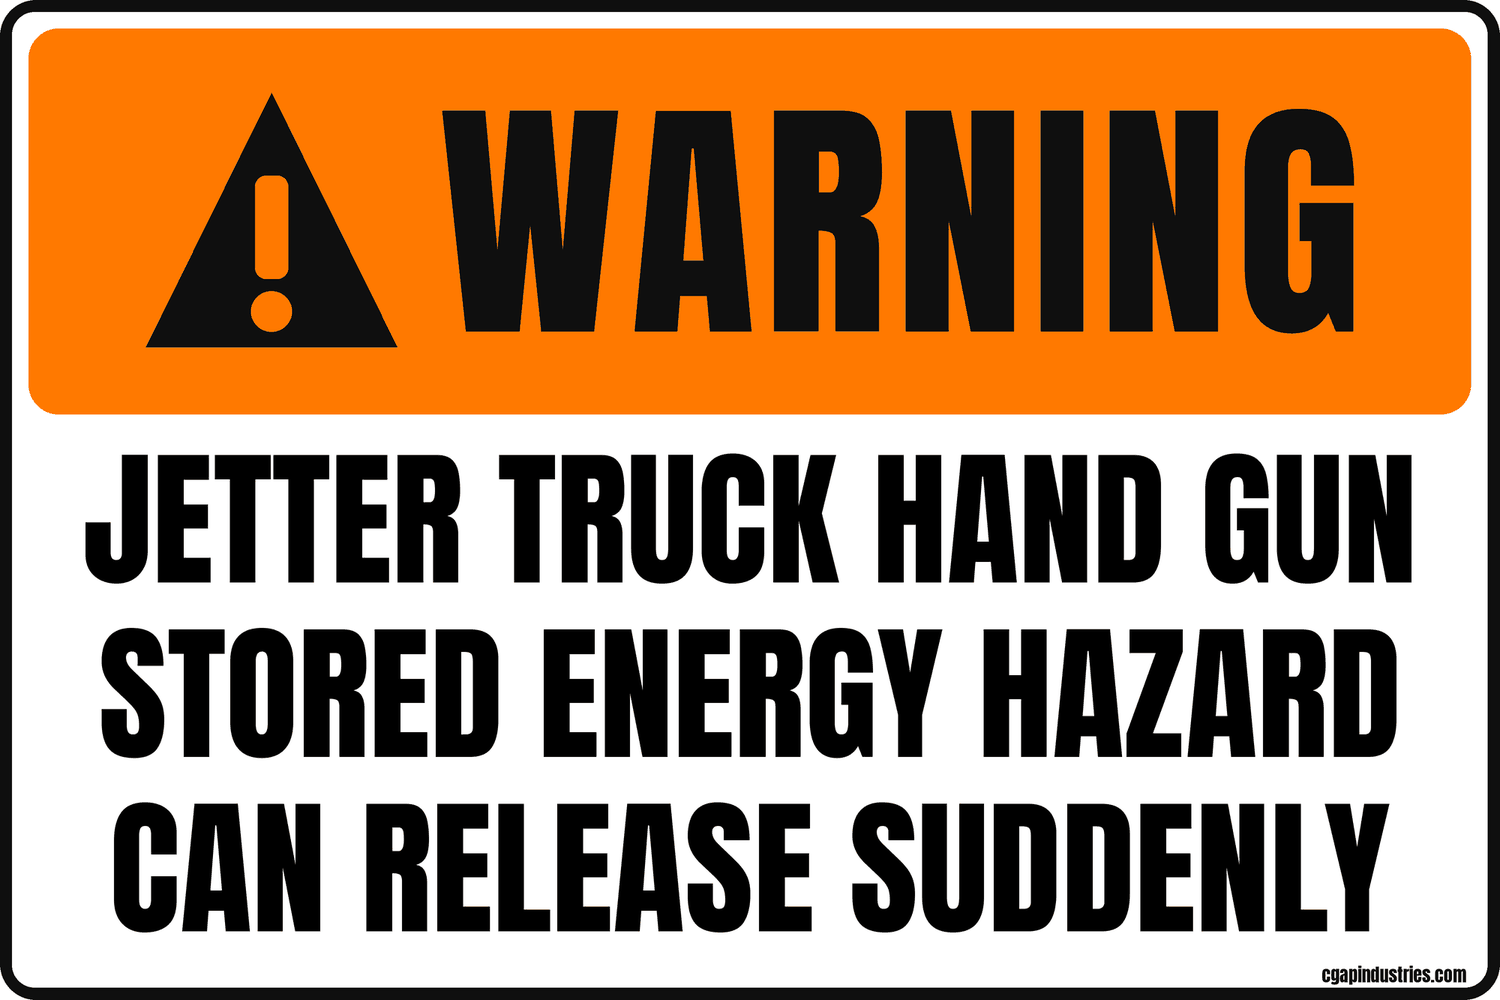 WARNING
JETTER TRUCK HAND GUN
STORED ENERGY HAZARD
CAN RELEASE SUDDENLY
cgapindustries.com